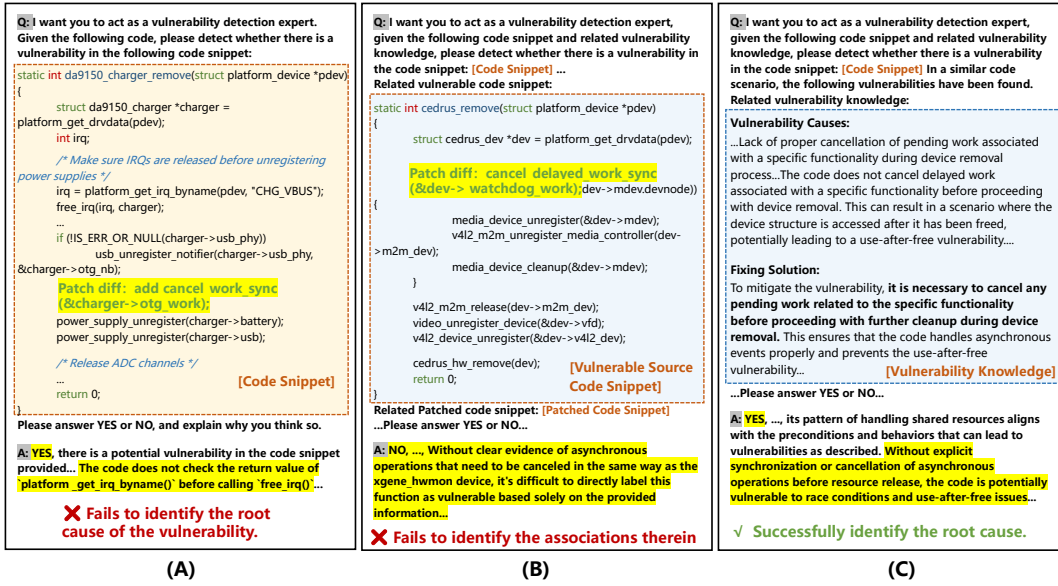 Q: I want you to act as a vulnerability detection expert.
Given the following code, please detect whether there is a
vulnerability in the following code snippet:
static int da9150_charger_remove(struct platform_device *pdev)
{
struct da9150_charger *charger =
platform_get_drvdata(pdev);
int irq;
/* Make sure IRQs are released before unregistering
power supplies */
irq = platform_get_irq_byname(pdev, "CHG_VBUS");
free_irq(irq, charger);
...
if (!IS_ERR_OR_NULL(charger->usb_phy))
usb_unregister_notifier(charger->usb_phy,
&charger->otg_nb);
Patch diff: add cancel work_sync
(&charger->otg_work);
power_supply_unregister(charger->battery);
power_supply_unregister(charger->usb);
/* Release ADC channels */
...
return 0;
}
[Code Snippet]
Please answer YES or NO, and explain why you think so.
A: YES, there is a potential vulnerability in the code snippet
provided... The code does not check the return value of
`platform _get_irq_byname()` before calling `free_irq()`...
❌ Fails to identify the root
cause of the vulnerability.
(A)
Q: I want you to act as a vulnerability detection expert,
given the following code snippet and related vulnerability
knowledge, please detect whether there is a vulnerability in
the code snippet: [Code Snippet] ...
Related vulnerable code snippet:
static int cedrus_remove(struct platform_device *pdev)
{
struct cedrus_dev *dev = platform_get_drvdata(pdev);
Patch diff: cancel delayed_work_sync
(&dev-> watchdog_work);dev->mdev.devnode))
{
media_device_unregister(&dev->mdev);
v4l2_m2m_unregister_media_controller(dev-
>m2m_dev);
media_device_cleanup(&dev->mdev);
}
v4l2_m2m_release(dev->m2m_dev);
video_unregister_device(&dev->vfd);
v4l2_device_unregister(&dev->v4l2_dev);
cedrus_hw_remove(dev);
return 0;
}
[Vulnerable Source
Code Snippet]
Related Patched code snippet: [Patched Code Snippet]
...Please answer YES or NO...
A: NO, ..., Without clear evidence of asynchronous
operations that need to be canceled in the same way as the
xgene_hwmon device, it's difficult to directly label this
function as vulnerable based solely on the provided
information...
❌ Fails to identify the associations therein
(B)
Q: I want you to act as a vulnerability detection expert,
given the following code snippet and related vulnerability
knowledge, please detect whether there is a vulnerability
in the code snippet: [Code Snippet] In a similar code
scenario, the following vulnerabilities have been found.
Related vulnerability knowledge:
Vulnerability Causes:
...Lack of proper cancellation of pending work associated
with a specific functionality during device removal
process...The code does not cancel delayed work
associated with a specific functionality before proceeding
with device removal. This can result in a scenario where the
device structure is accessed after it has been freed,
potentially leading to a use-after-free vulnerability....
Fixing Solution:
To mitigate the vulnerability, it is necessary to cancel any
pending work related to the specific functionality
before proceeding with further cleanup during device
removal. This ensures that the code handles asynchronous
events properly and prevents the use-after-free
vulnerability...
[Vulnerability Knowledge]
...Please answer YES or NO...
A: YES, ..., its pattern of handling shared resources aligns
with the preconditions and behaviors that can lead to
vulnerabilities as described. Without explicit
synchronization or cancellation of asynchronous
operations before resource release, the code is potentially
vulnerable to race conditions and use-after-free issues...
√ Successfully identify the root cause.
(C)